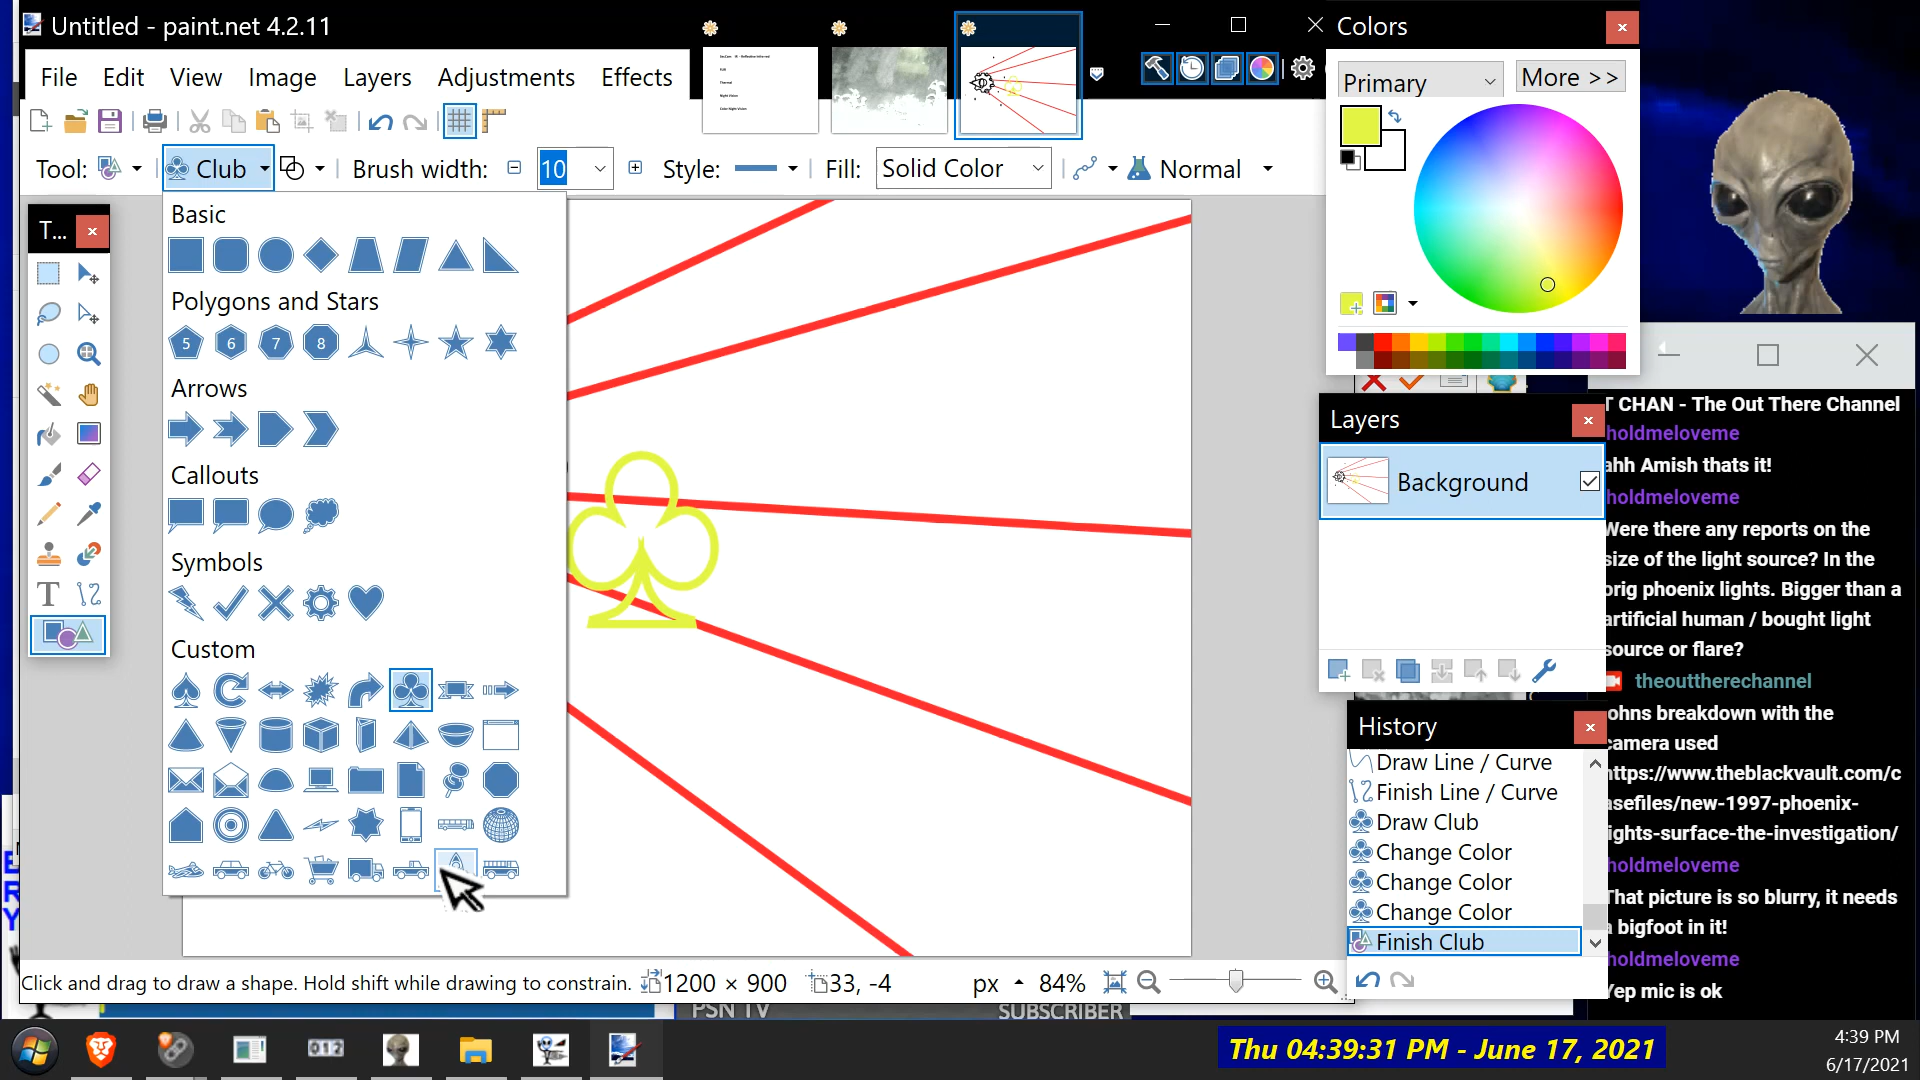 Untitled - paint.net 4.2.11
File Edit View Image Layers Adjustments Effects
Tool: Club Brush width: 10 Style: Fill: Solid Color Normal
T...
Basic
Polygons and Stars
5 6 7 8
Arrows
Callouts
Symbols
Custom
Colors
Primary More >>
Layers
Background
History
Draw Line / Curve
Finish Line / Curve
Draw Club
Change Color
Change Color
Change Color
Finish Club
T CHAN - The Out There Channel
holdmeloveme
ahh Amish thats it!
holdmeloveme
Were there any reports on the
size of the light source? In the
orig phoenix lights. Bigger than a
artificial human / bought light
source or flare?
theouttherechannel
johns breakdown with the
camera used
https://www.theblackvault.com/c
asefiles/new-1997-phoenix-
lights-surface-the-investigation/
holdmeloveme
That picture is so blurry, it needs
a bigfoot in it!
holdmeloveme
Yep mic is ok
Click and drag to draw a shape. Hold shift while drawing to constrain. 1200 × 900 33, -4 px 84%
PSN TV SUBSCRIBER
012
Thu 04:39:31 PM - June 17, 2021
4:39 PM
6/17/2021